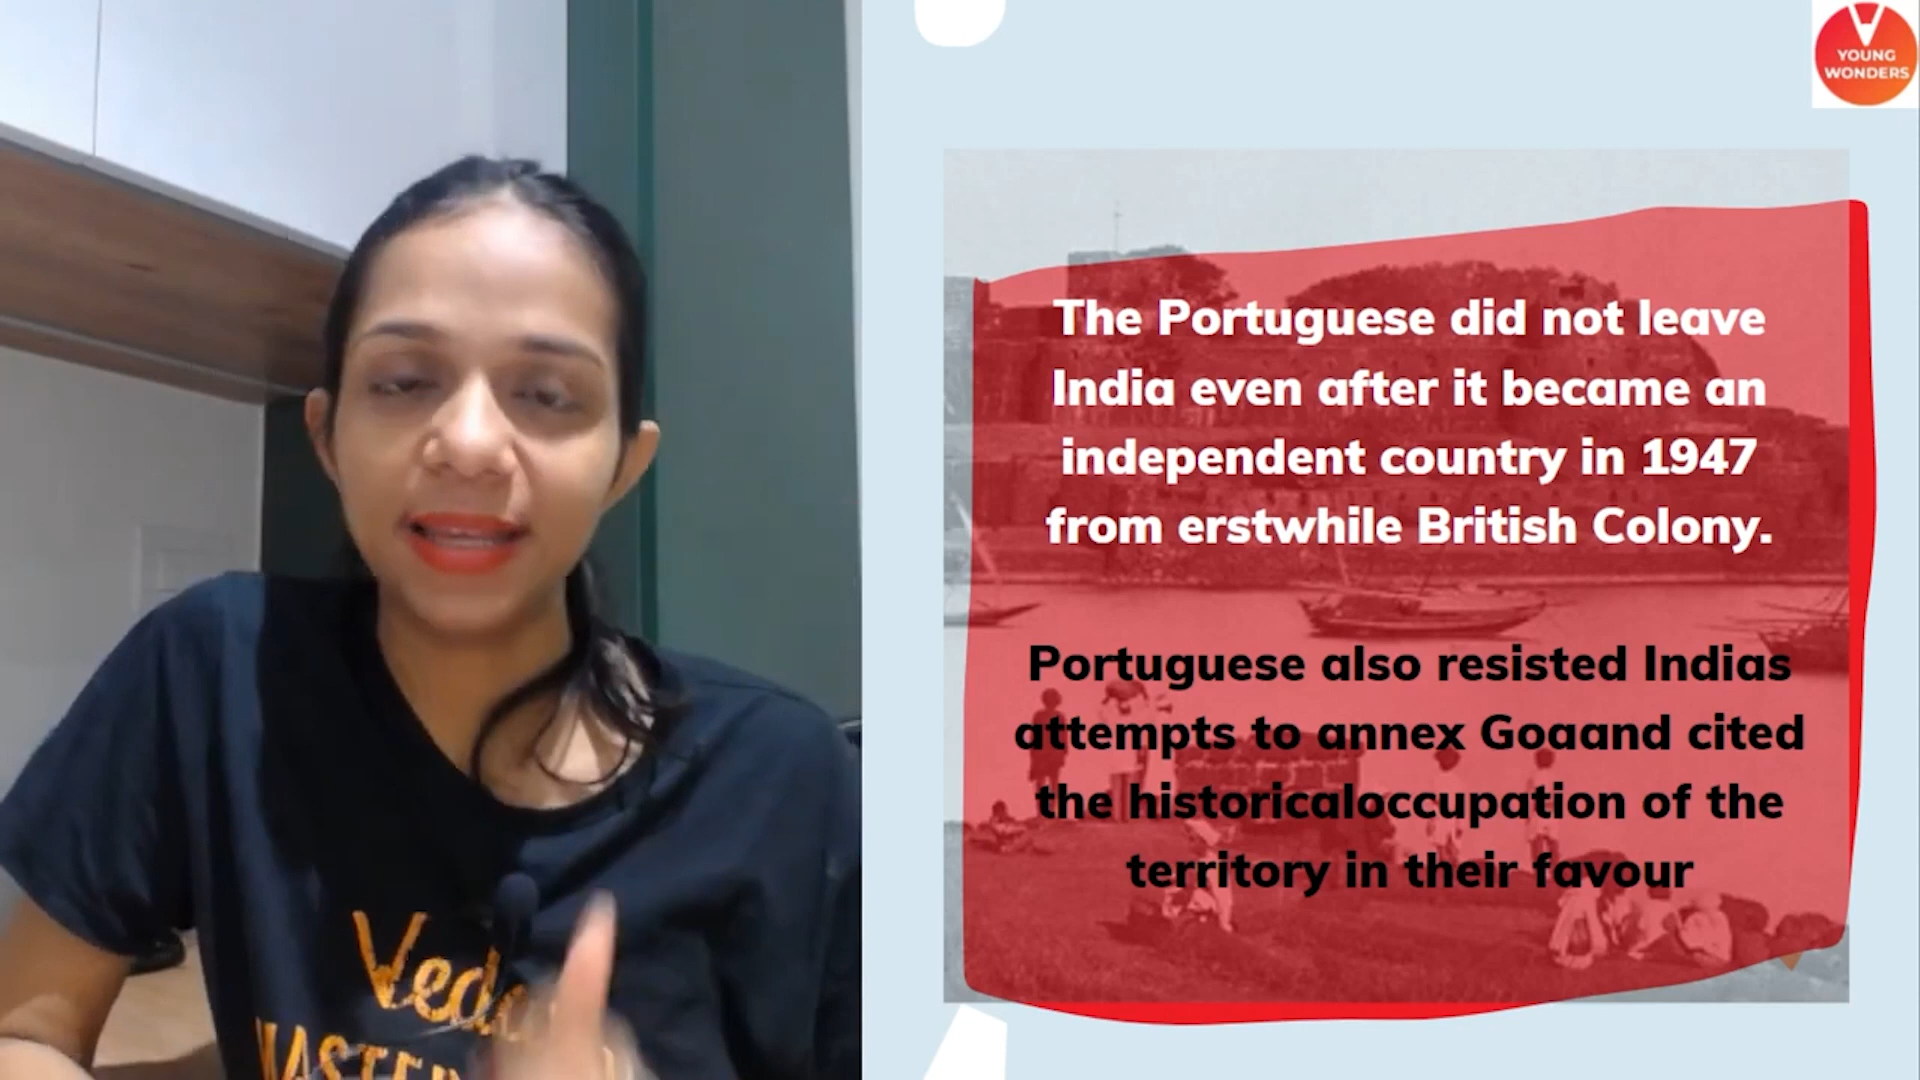 YOUNG
WONDERS
The Portuguese did not leave
India even after it became an
independent country in 1947
from erstwhile British Colony.
Portuguese also resisted Indias
attempts to annex Goaand cited
the historicaloccupation of the
territory in their favour